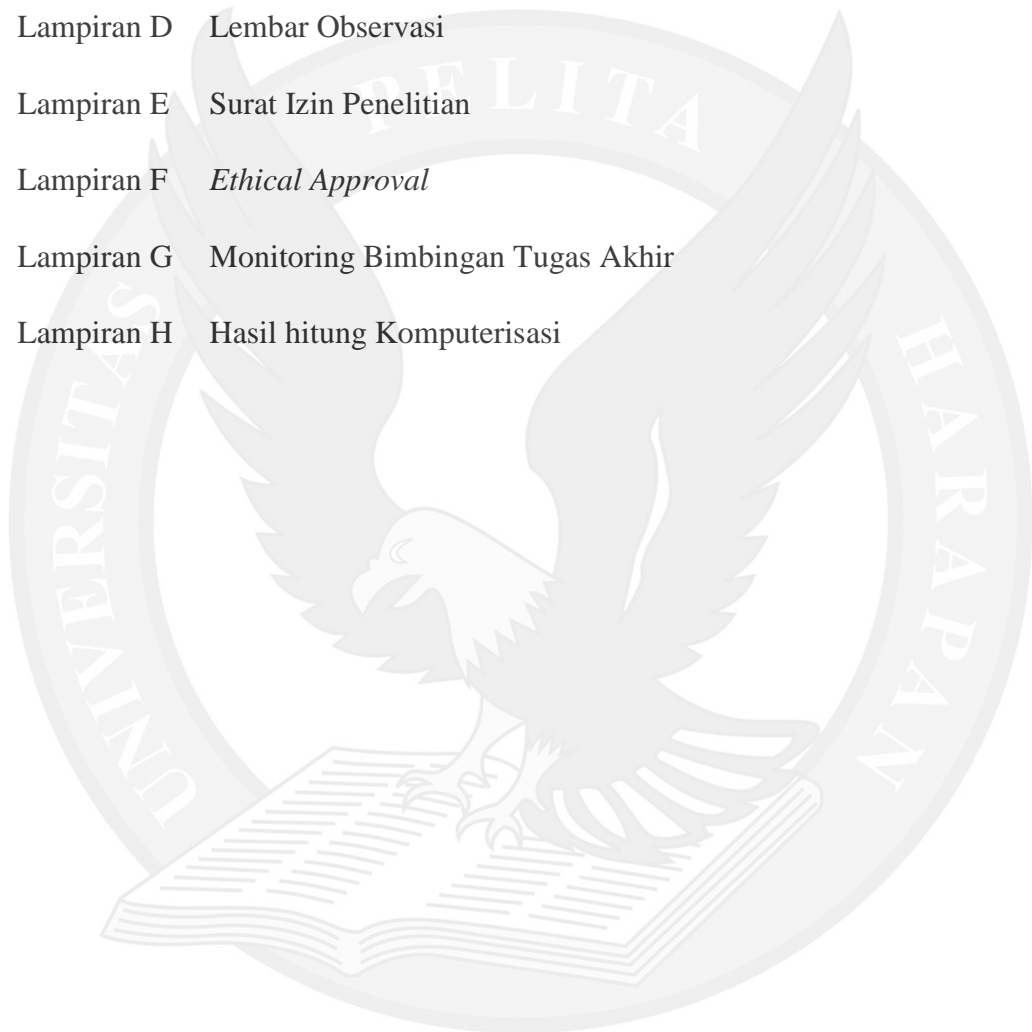 Lampiran D Lembar Observasi
Lampiran E Surat Izin Penelitian
Lampiran F Ethical Approval
Lampiran G Monitoring Bimbingan Tugas Akhir
Lampiran H Hasil hitung Komputerisasi
UNIVERSITAS PELITA HARAPAN